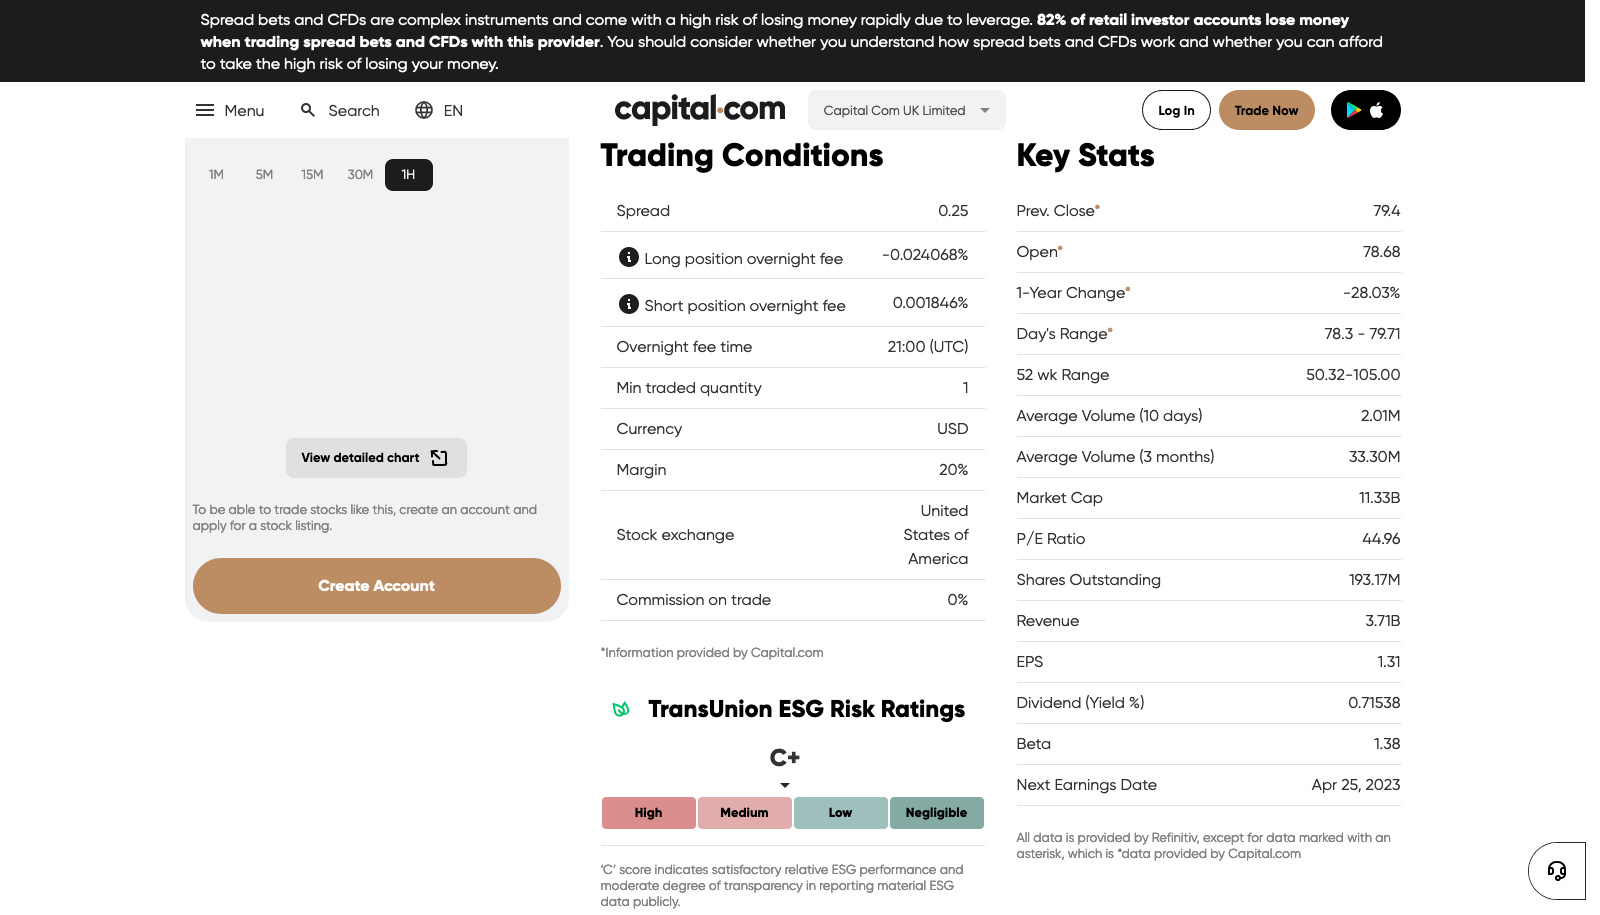 Spread bets and CFDs are complex instruments and come with a high risk of losing money rapidly due to leverage. 82% of retail investor accounts lose money
when trading spread bets and CFDs with this provider. You should consider whether you understand how spread bets and CFDs work and whether you can afford
to take the high risk of losing your money.
Menu
Search
EN
capital.com
Capital Com UK Limited
Log In
Trade Now
1M 5M 15M 30M 1H
View detailed chart
To be able to trade stocks like this, create an account and
apply for a stock listing.
Create Account
Trading Conditions
Spread 0.25
Long position overnight fee -0.024068%
Short position overnight fee 0.001846%
Overnight fee time 21:00 (UTC)
Min traded quantity 1
Currency USD
Margin 20%
Stock exchange United
States of
America
Commission on trade 0%
*Information provided by Capital.com
TransUnion ESG Risk Ratings
C+
High Medium Low Negligible
'C' score indicates satisfactory relative ESG performance and
moderate degree of transparency in reporting material ESG
data publicly.
Key Stats
Prev. Close* 79.4
Open* 78.68
1-Year Change* -28.03%
Day's Range* 78.3 - 79.71
52 wk Range 50.32-105.00
Average Volume (10 days) 2.01M
Average Volume (3 months) 33.30M
Market Cap 11.33B
P/E Ratio 44.96
Shares Outstanding 193.17M
Revenue 3.71B
EPS 1.31
Dividend (Yield %) 0.71538
Beta 1.38
Next Earnings Date Apr 25, 2023
All data is provided by Refinitiv, except for data marked with an
asterisk, which is *data provided by Capital.com